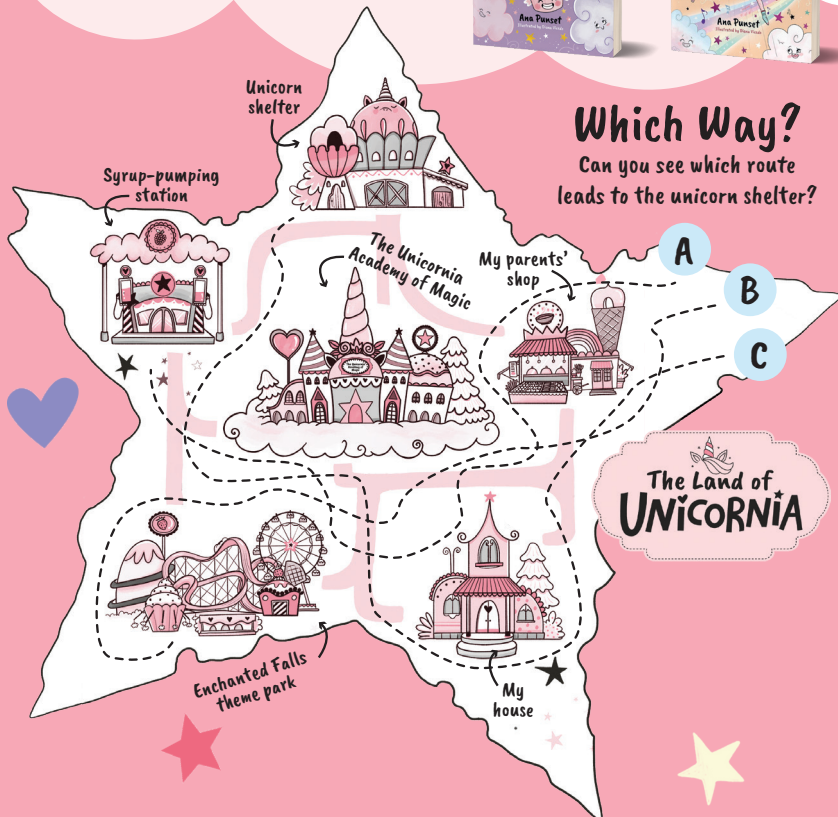 Ana Punset
Ana Punset
Which Way?
Can you see which route
leads to the unicorn shelter?
Unicorn
shelter
Syrup-pumping
station
The Unicornia
Academy of Magic
My parents'
shop
A
B
C
The Land of
UNiCORNiA
Enchanted Falls
theme park
My
house